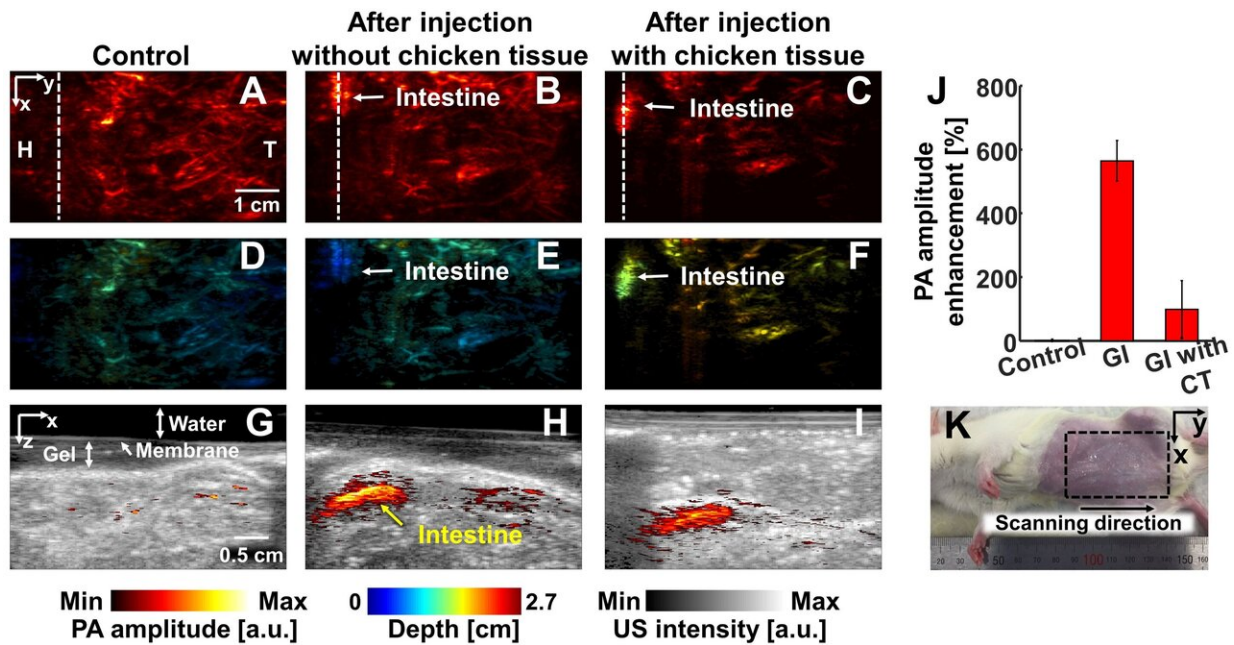 Control
After injection
without chicken tissue
After injection
with chicken tissue
A
y
x
H
T
1 cm
B
Intestine
C
Intestine
D
E
Intestine
F
Intestine
G
x
z
Water
Gel
Membrane
0.5 cm
H
Intestine
I
Min Max
PA amplitude [a.u.]
0 2.7
Depth [cm]
Min Max
US intensity [a.u.]
J
PA amplitude
enhancement [%]
800
600
400
200
0
Control
GI
GI with
CT
K
y
x
Scanning direction